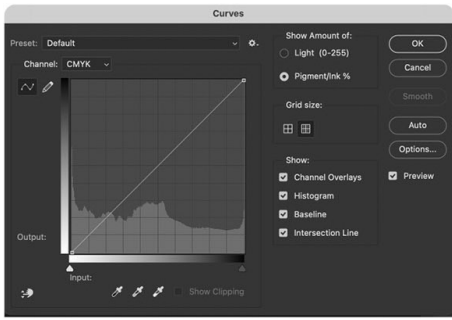 Curves
Preset: Default
Channel: CMYK
Output:
Input:
Show Clipping
Show Amount of:
Light (0-255)
Pigment/Ink %
Grid size:
Show:
Channel Overlays
Histogram
Baseline
Intersection Line
OK
Cancel
Smooth
Auto
Options...
Preview